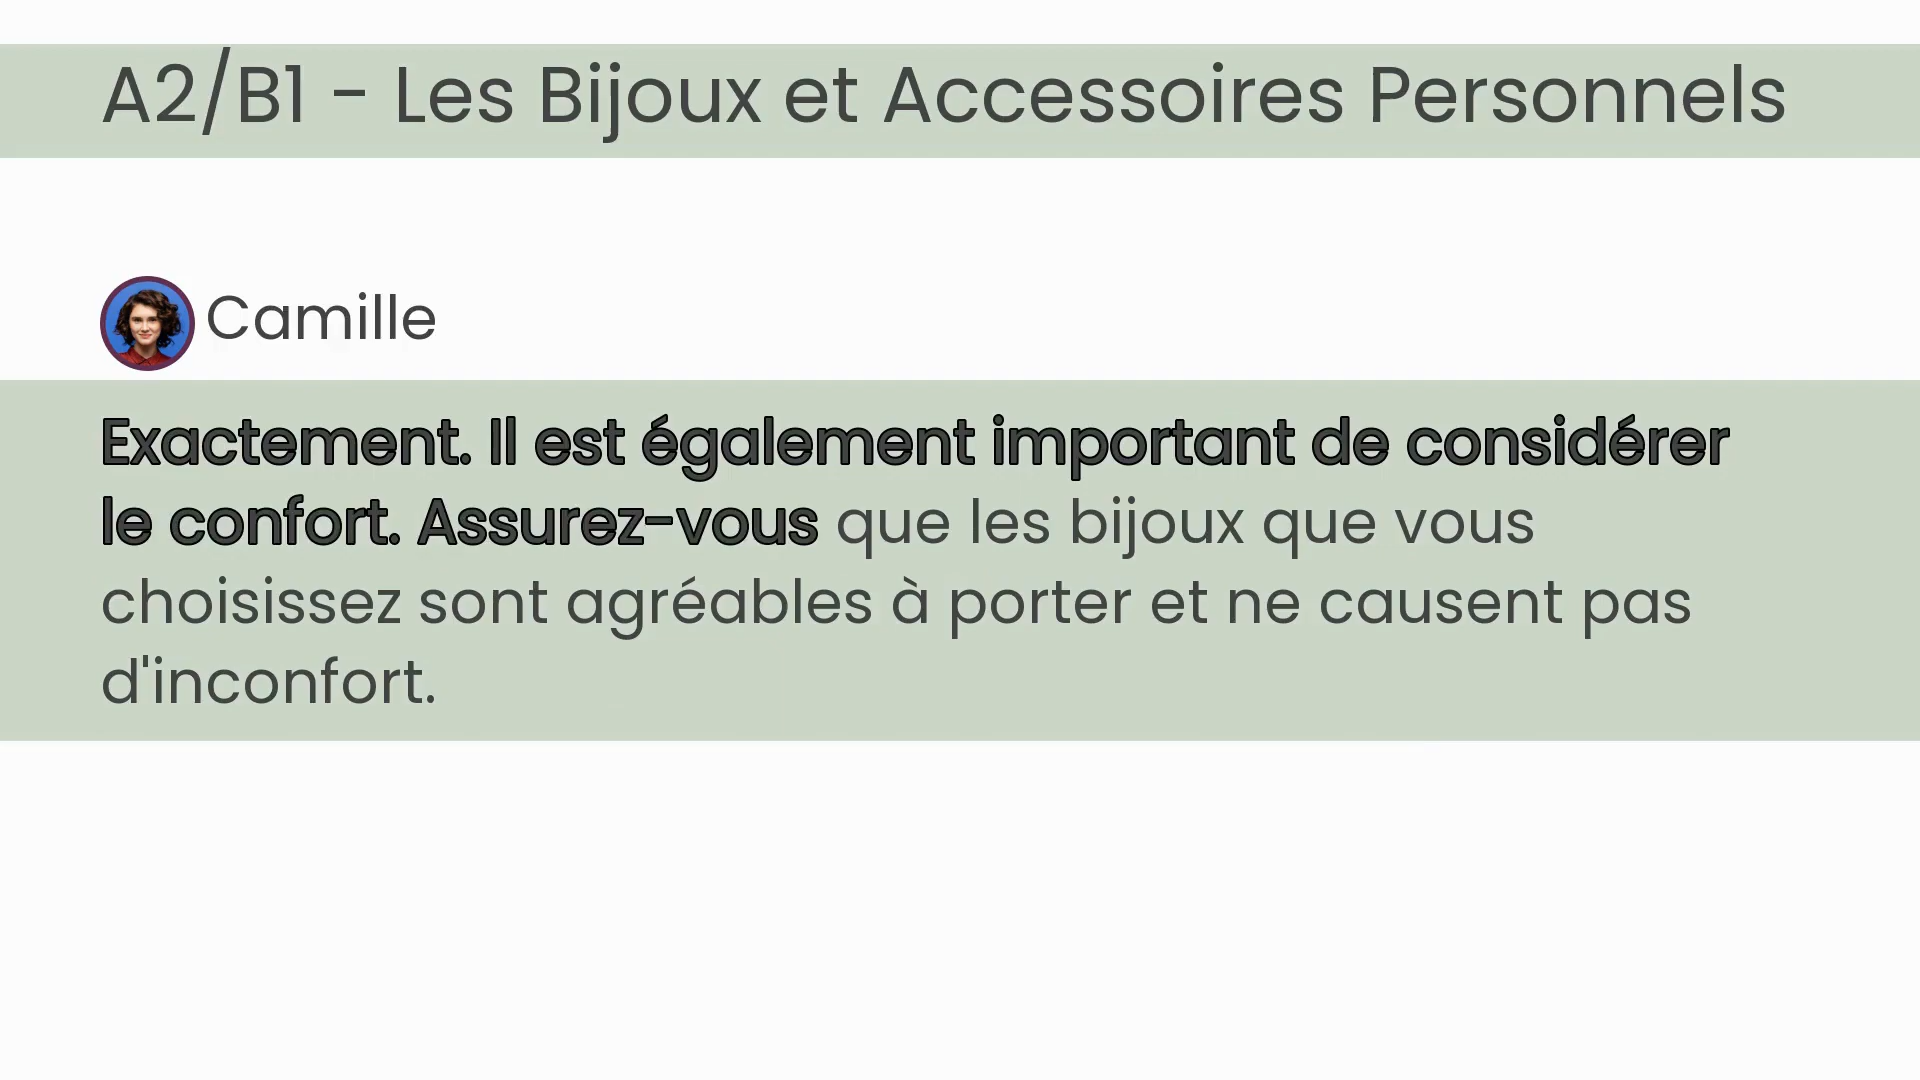 A2/B1 - Les Bijoux et Accessoires Personnels
Camille
Exactement. Il est également important de considérer
le confort. Assurez-vous que les bijoux que vous
choisissez sont agréables à porter et ne causent pas
d'inconfort.